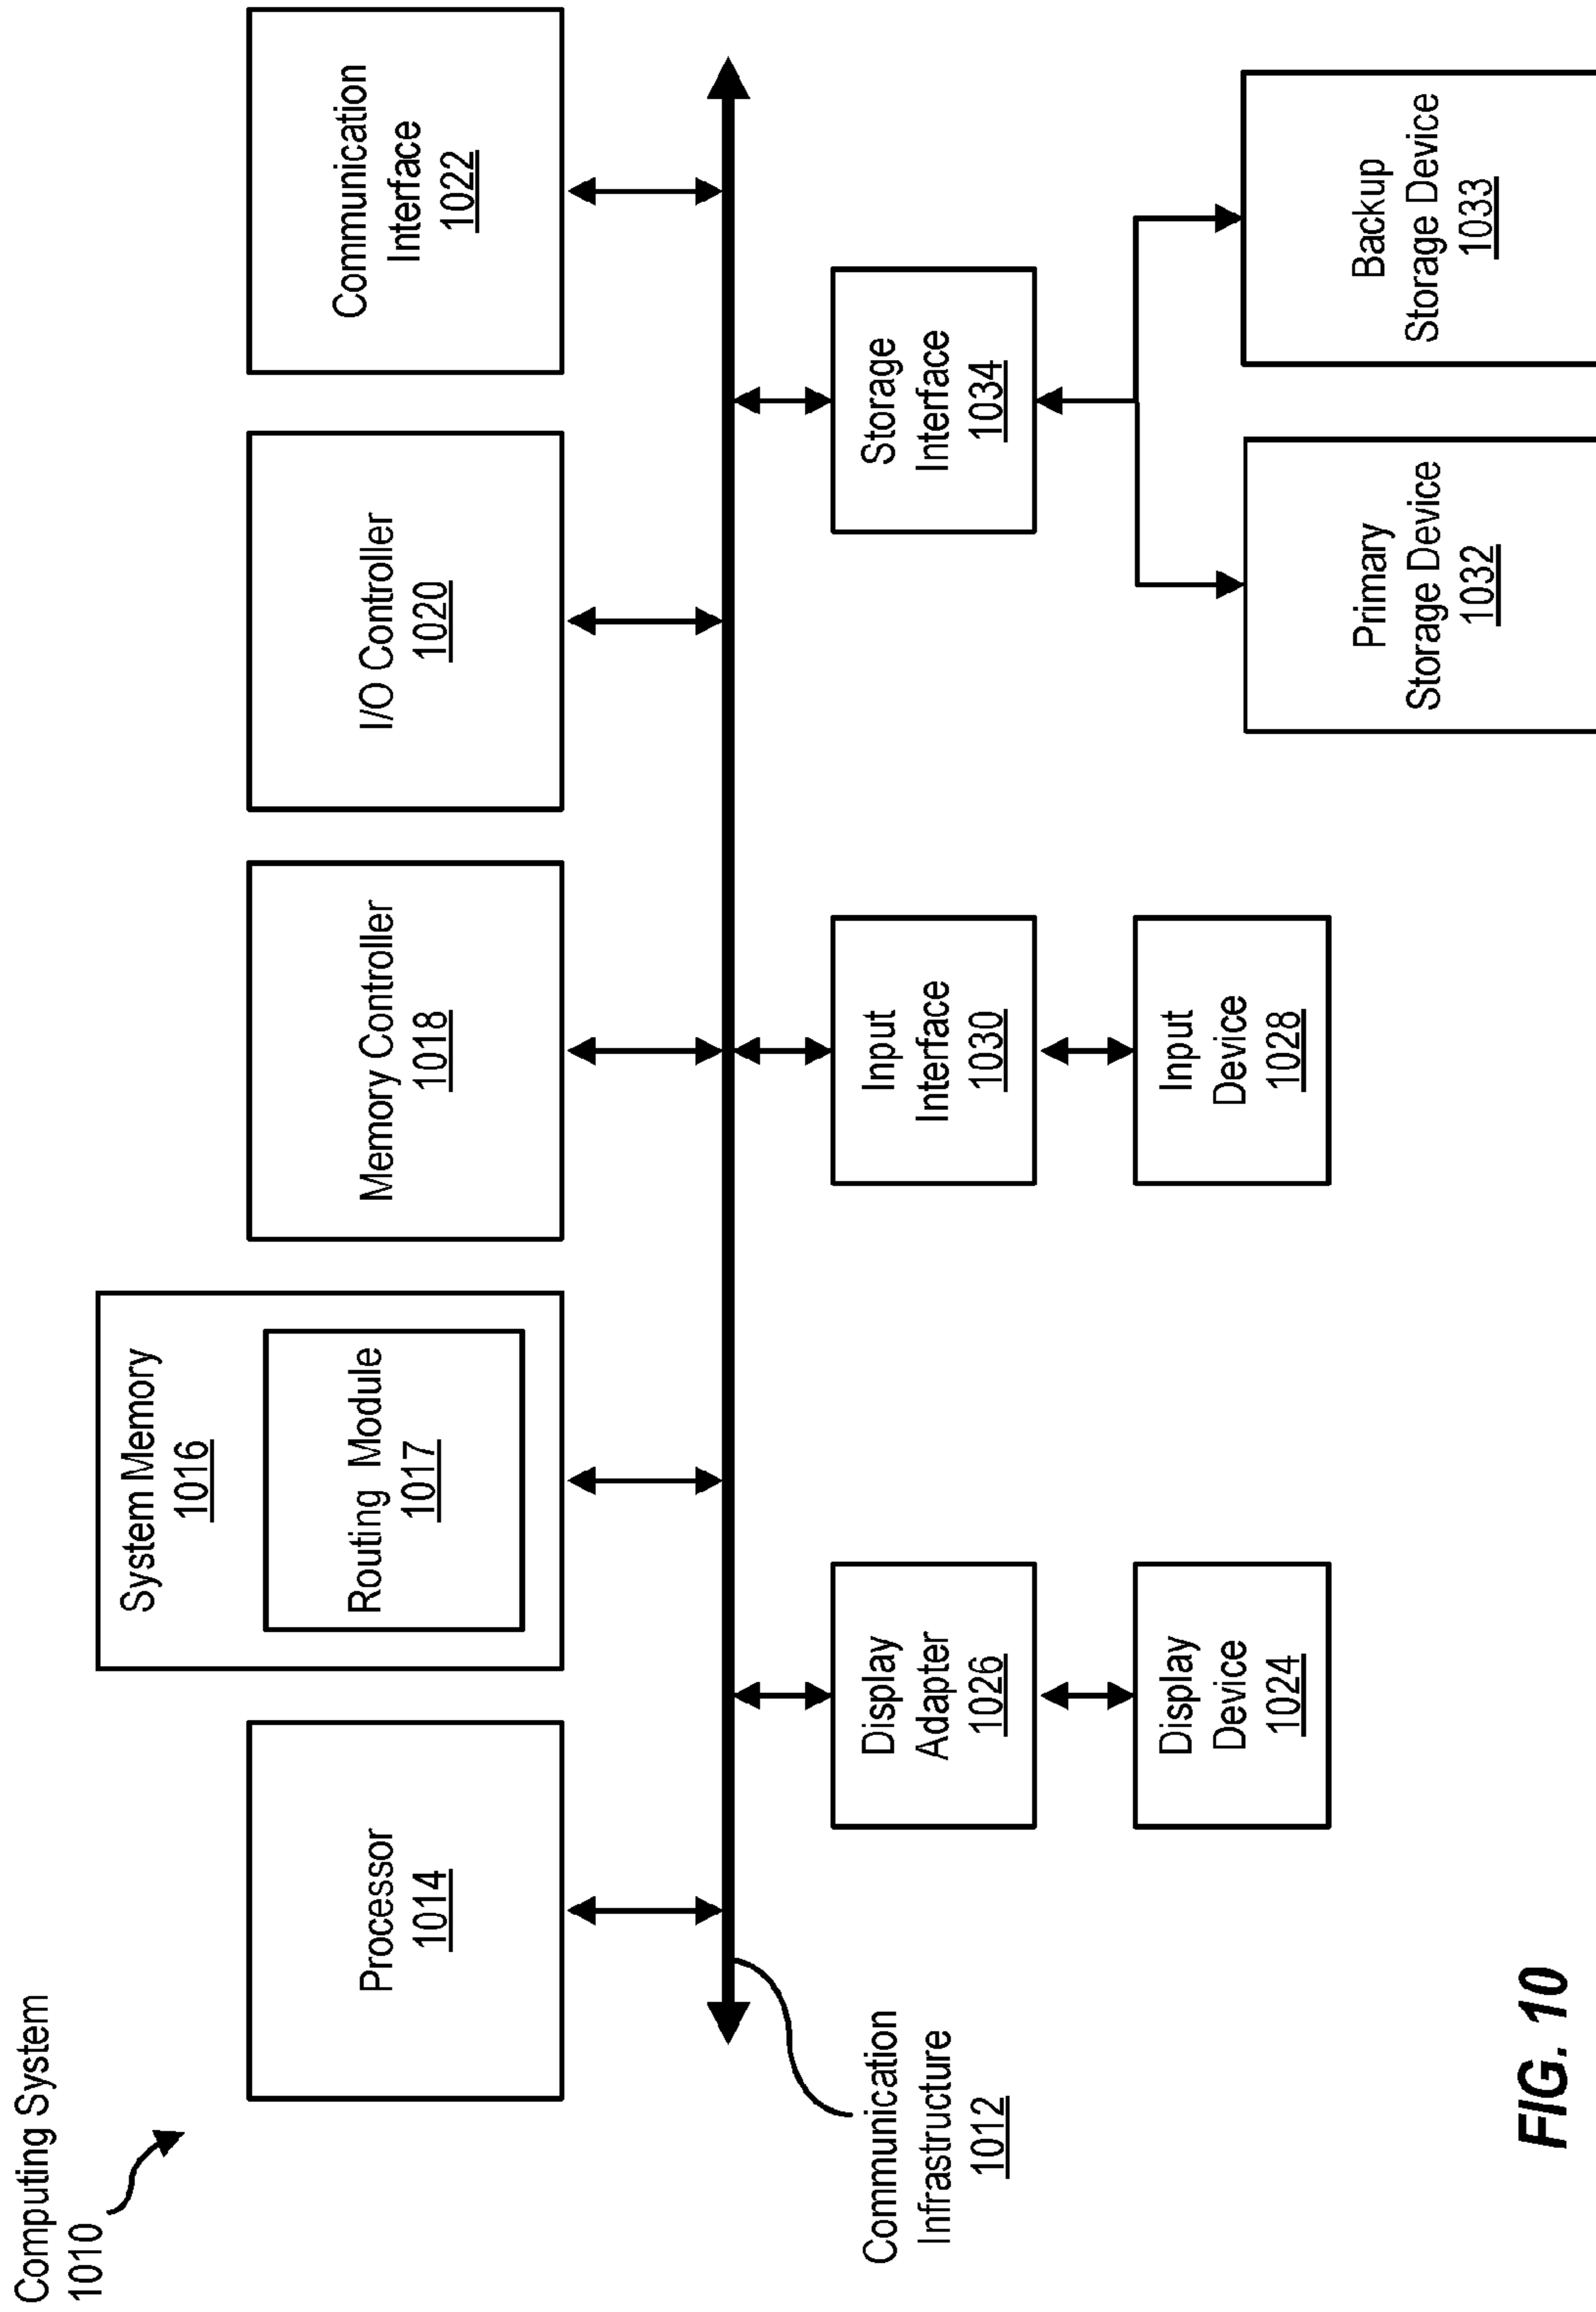 Computing System
1010
Processor
1014
System Memory
1016
Routing Module
1017
Memory Controller
1018
I/O Controller
1020
Communication
Interface
1022
Communication
Infrastructure
1012
Display
Adapter
1026
Input
Interface
1030
Storage
Interface
1034
Display
Device
1024
Input
Device
1028
Primary
Storage Device
1032
Backup
Storage Device
1033
FIG. 10